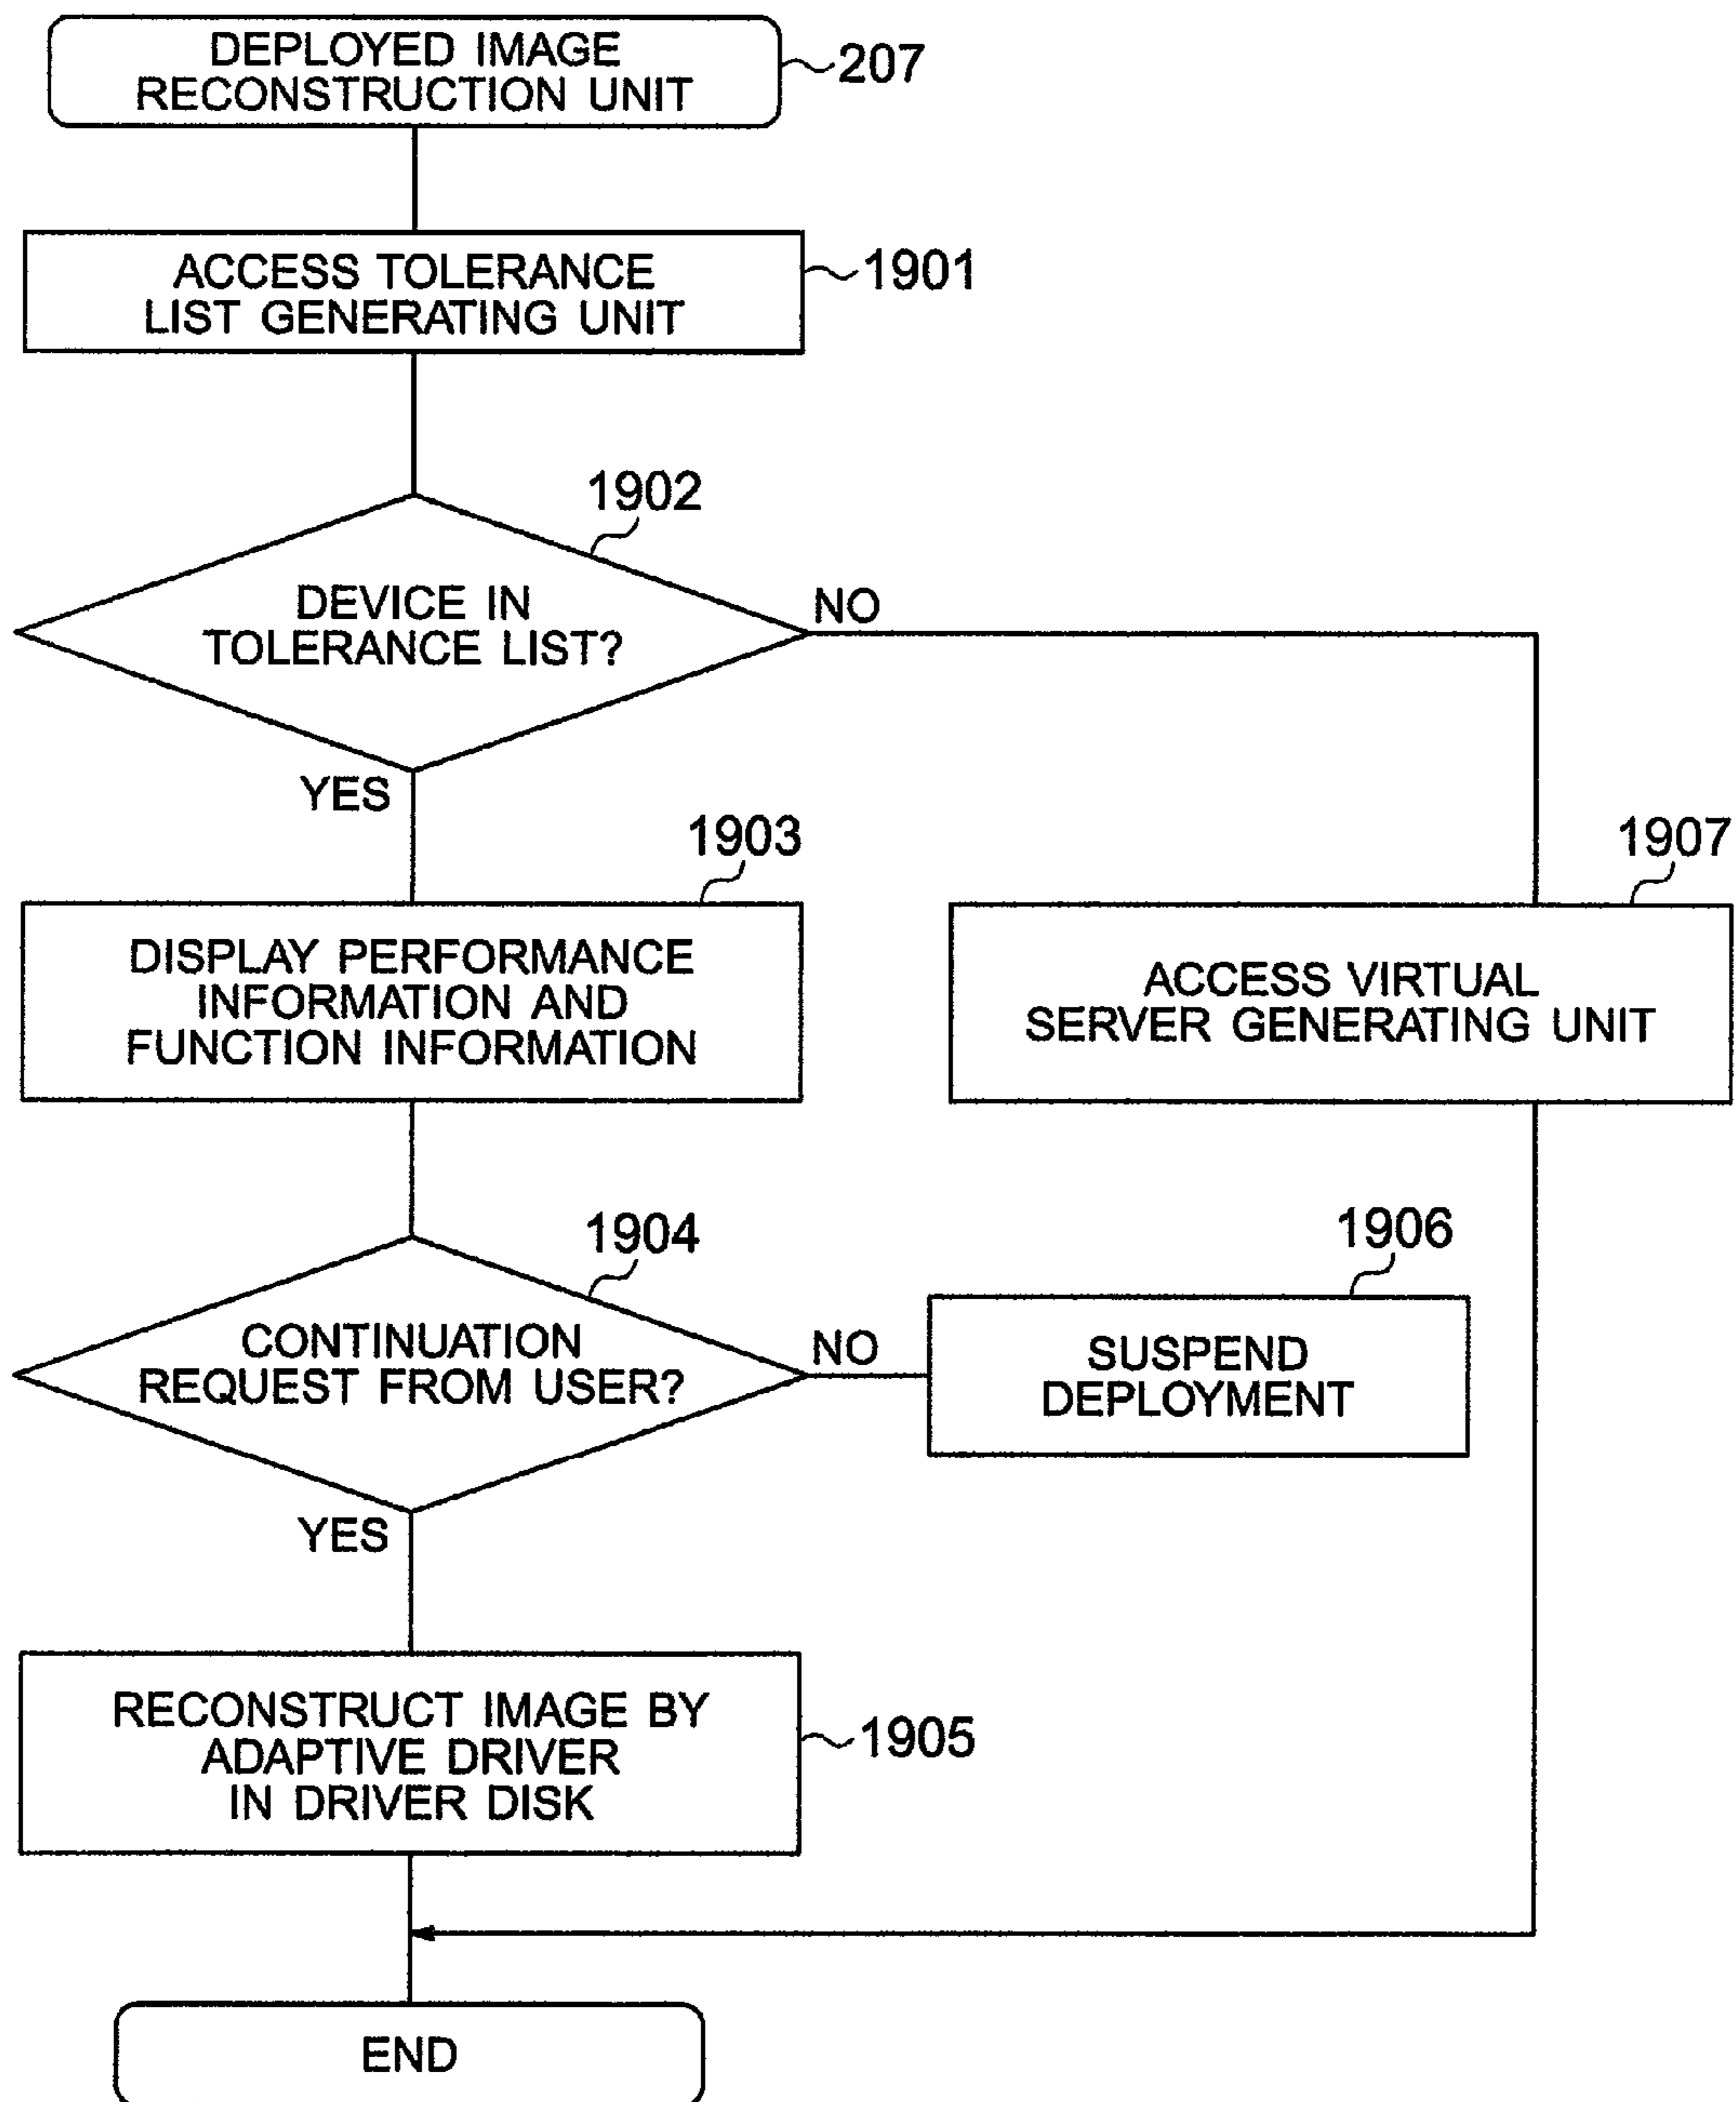 DEPLOYED IMAGE
RECONSTRUCTION UNIT
207
ACCESS TOLERANCE
LIST GENERATING UNIT
1901
1902
DEVICE IN
TOLERANCE LIST?
NO
YES
1903
1907
DISPLAY PERFORMANCE
INFORMATION AND
FUNCTION INFORMATION
ACCESS VIRTUAL
SERVER GENERATING UNIT
1904
1906
CONTINUATION
REQUEST FROM USER?
NO
SUSPEND
DEPLOYMENT
YES
RECONSTRUCT IMAGE BY
ADAPTIVE DRIVER
IN DRIVER DISK
1905
END